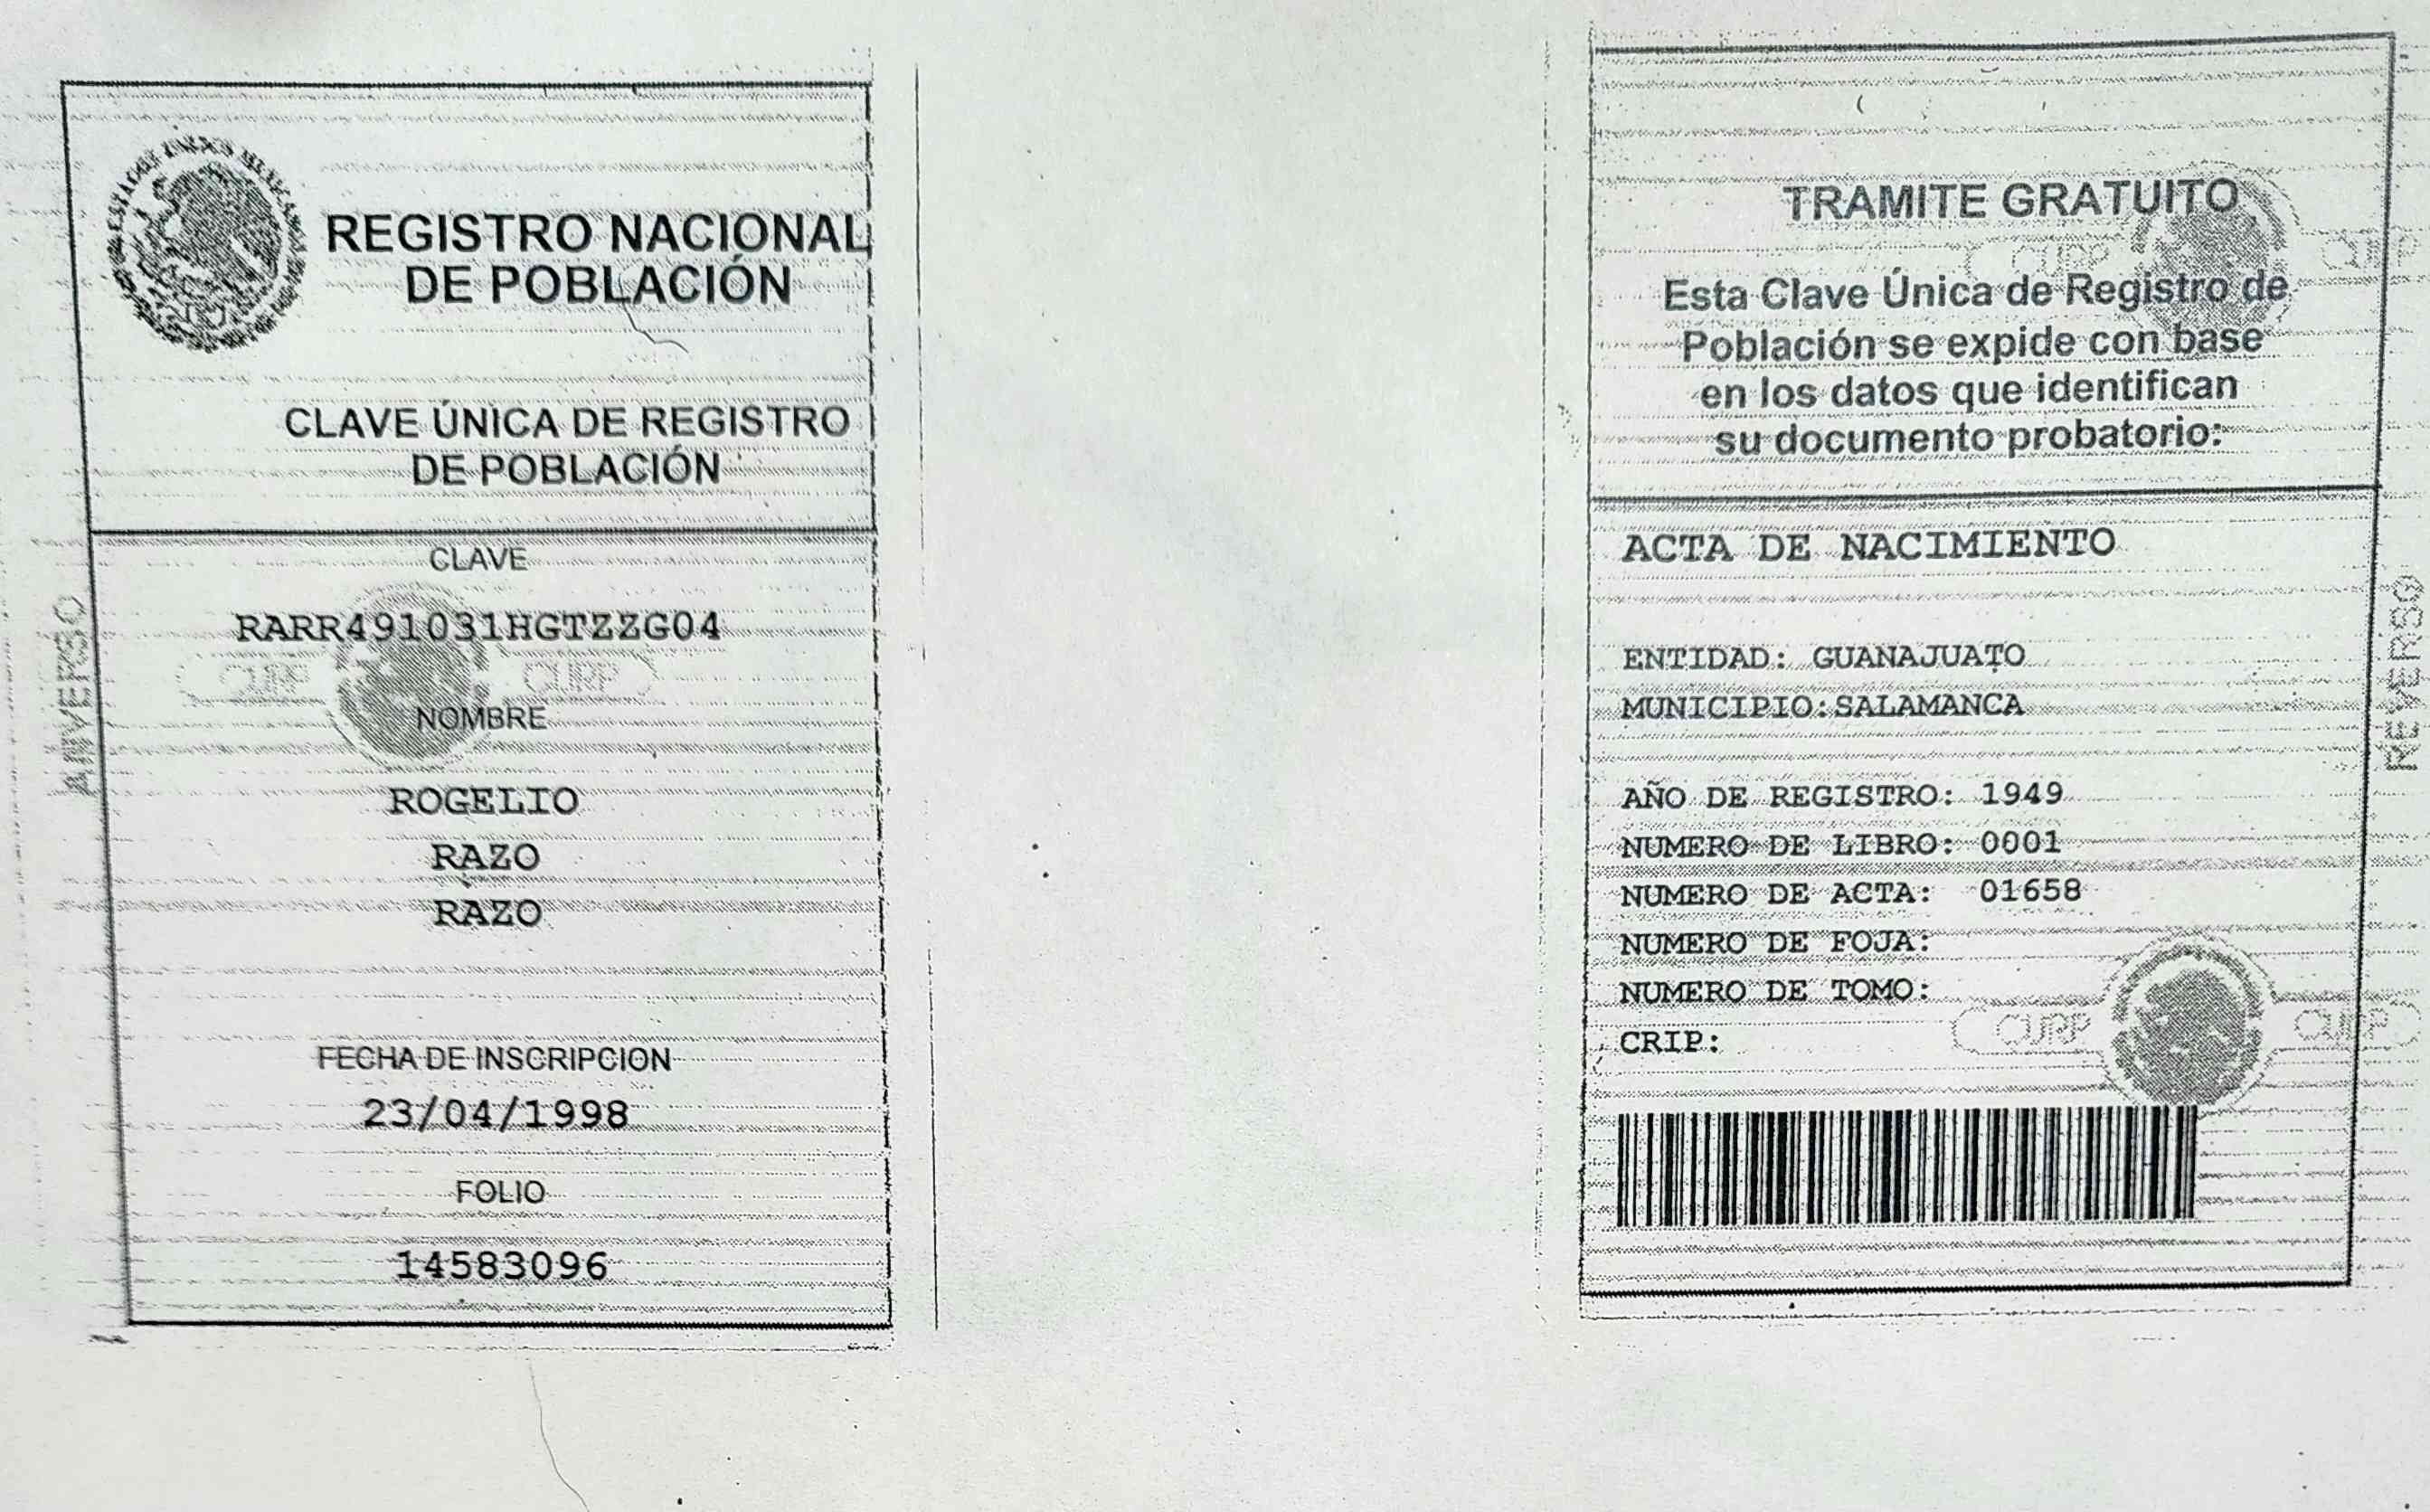 REGISTRO NACIONAL
DE POBLACIÓN
CLAVE ÚNICA DE REGISTRO
DE POBLACIÓN
CLAVE
RARR491031HGTZZG04
CURP CURP
NOMBRE
ROGELIO
RAZO
RAZO
FECHA DE INSCRIPCION
23/04/1998
FOLIO
14583096
ANVERSO
TRAMITE GRATUITO
CURP CURP
Esta Clave Única de Registro de
Población se expide con base
en los datos que identifican
su documento probatorio:
ACTA DE NACIMIENTO
ENTIDAD: GUANAJUATO
MUNICIPIO: SALAMANCA
AÑO DE REGISTRO: 1949
NUMERO DE LIBRO: 0001
NUMERO DE ACTA: 01658
NUMERO DE FOJA:
NUMERO DE TOMO:
CRIP:
CURP CURP
REVERSO